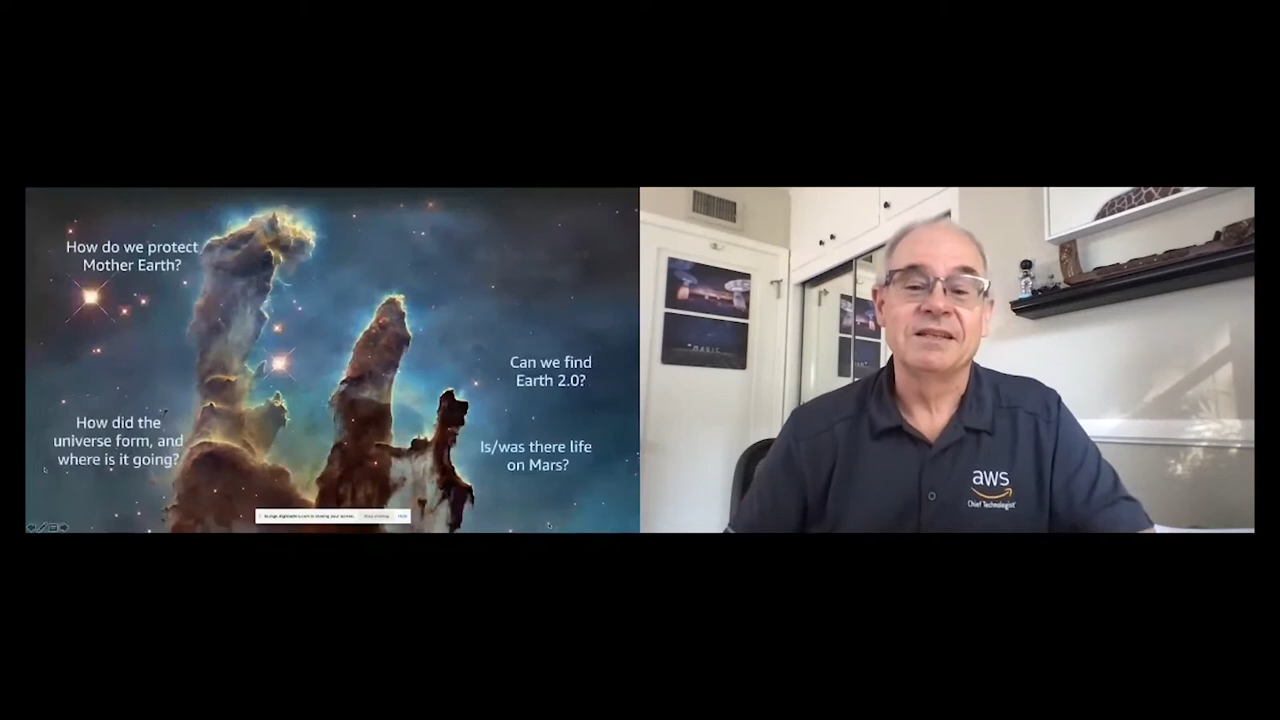 How do we protect
Mother Earth?
Can we find
Earth 2.0?
How did the
universe form, and
where is it going?
Is/was there life
on Mars?
aws
Chief Technologist
MAGIC